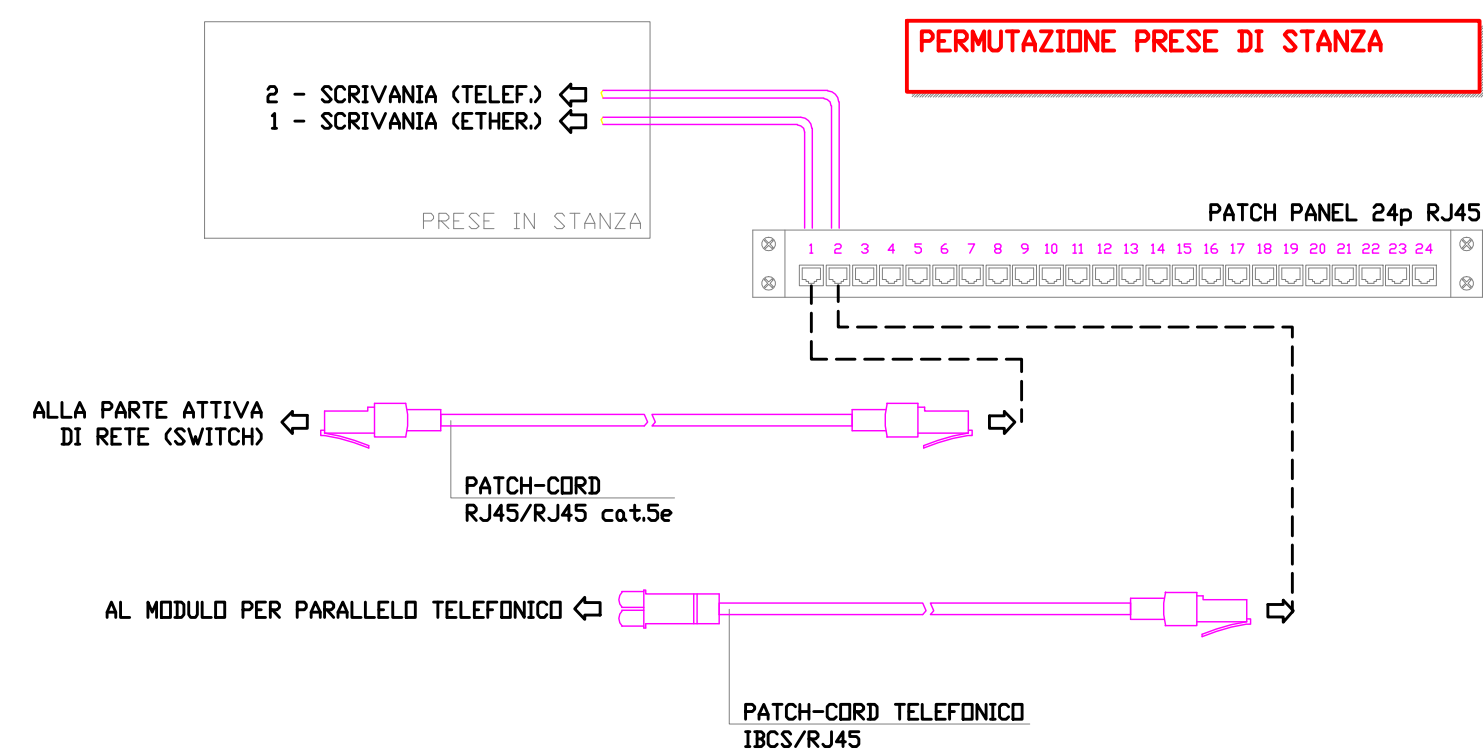 PERMUTAZIONE PRESE DI STANZA
2 - SCRIVANIA (TELEF.)
1 - SCRIVANIA (ETHER.)
PRESE IN STANZA
PATCH PANEL 24p RJ45
1 2 3 4 5 6 7 8 9 10 11 12 13 14 15 16 17 18 19 20 21 22 23 24
ALLA PARTE ATTIVA
DI RETE (SWITCH)
PATCH-CORD
RJ45/RJ45 cat.5e
AL MODULO PER PARALLELO TELEFONICO
PATCH-CORD TELEFONICO
IBCS/RJ45